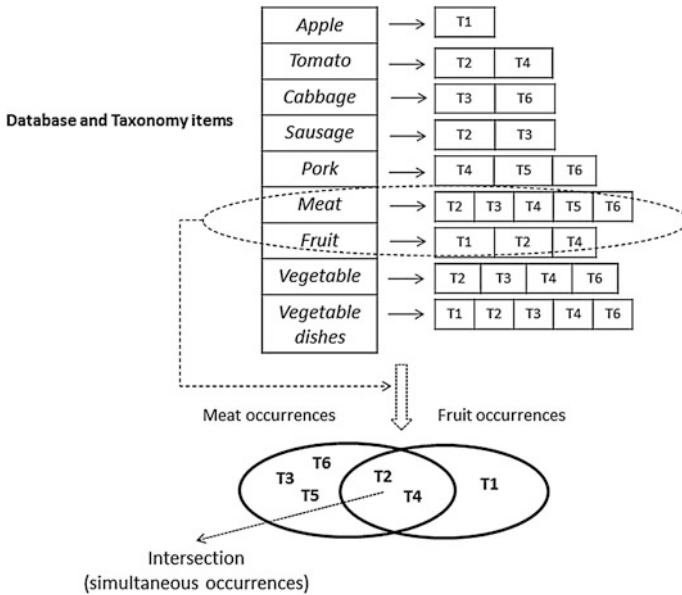 Apple T1
Tomato T2 T4
Cabbage T3 T6
Database and Taxonomy items
Sausage T2 T3
Pork T4 T5 T6
Meat T2 T3 T4 T5 T6
Fruit T1 T2 T4
Vegetable T2 T3 T4 T6
Vegetable T1 T2 T3 T4 T6
dishes
Meat occurrences Fruit occurrences
T6 T2
T3 T1
T5 T4
Intersection
(simultaneous occurrences)